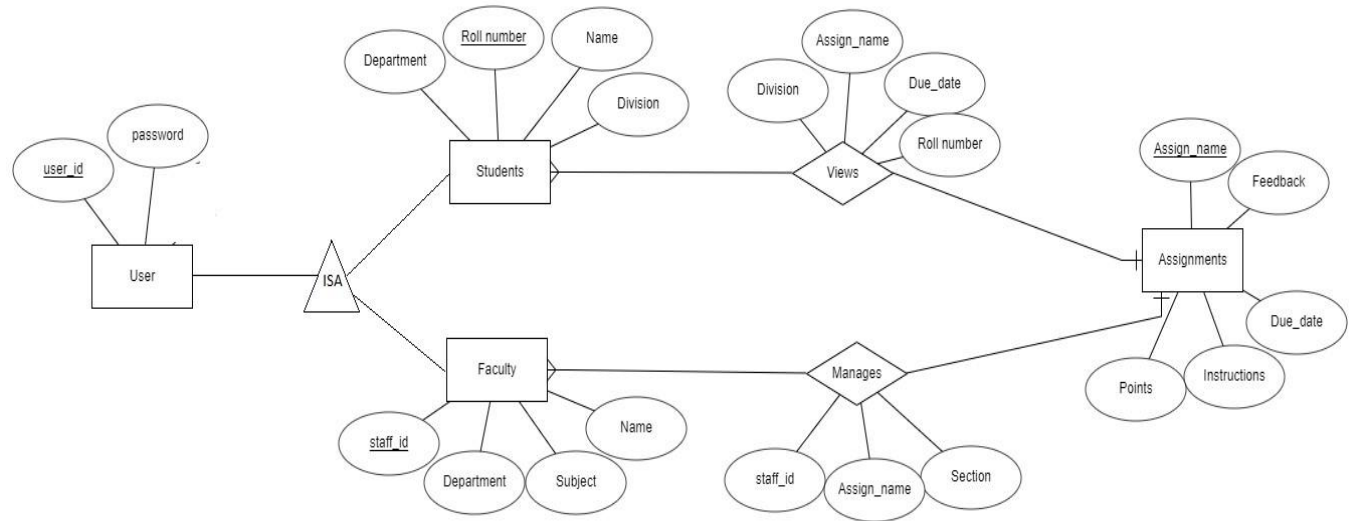 Roll number
Name
Department
Division
Students
Assign_name
Due_date
Division
Roll number
Views
password
user_id
User
ISA
Assign_name
Feedback
Assignments
Due_date
Instructions
Points
Faculty
Name
staff_id
Department
Subject
Manages
staff_id
Assign_name
Section